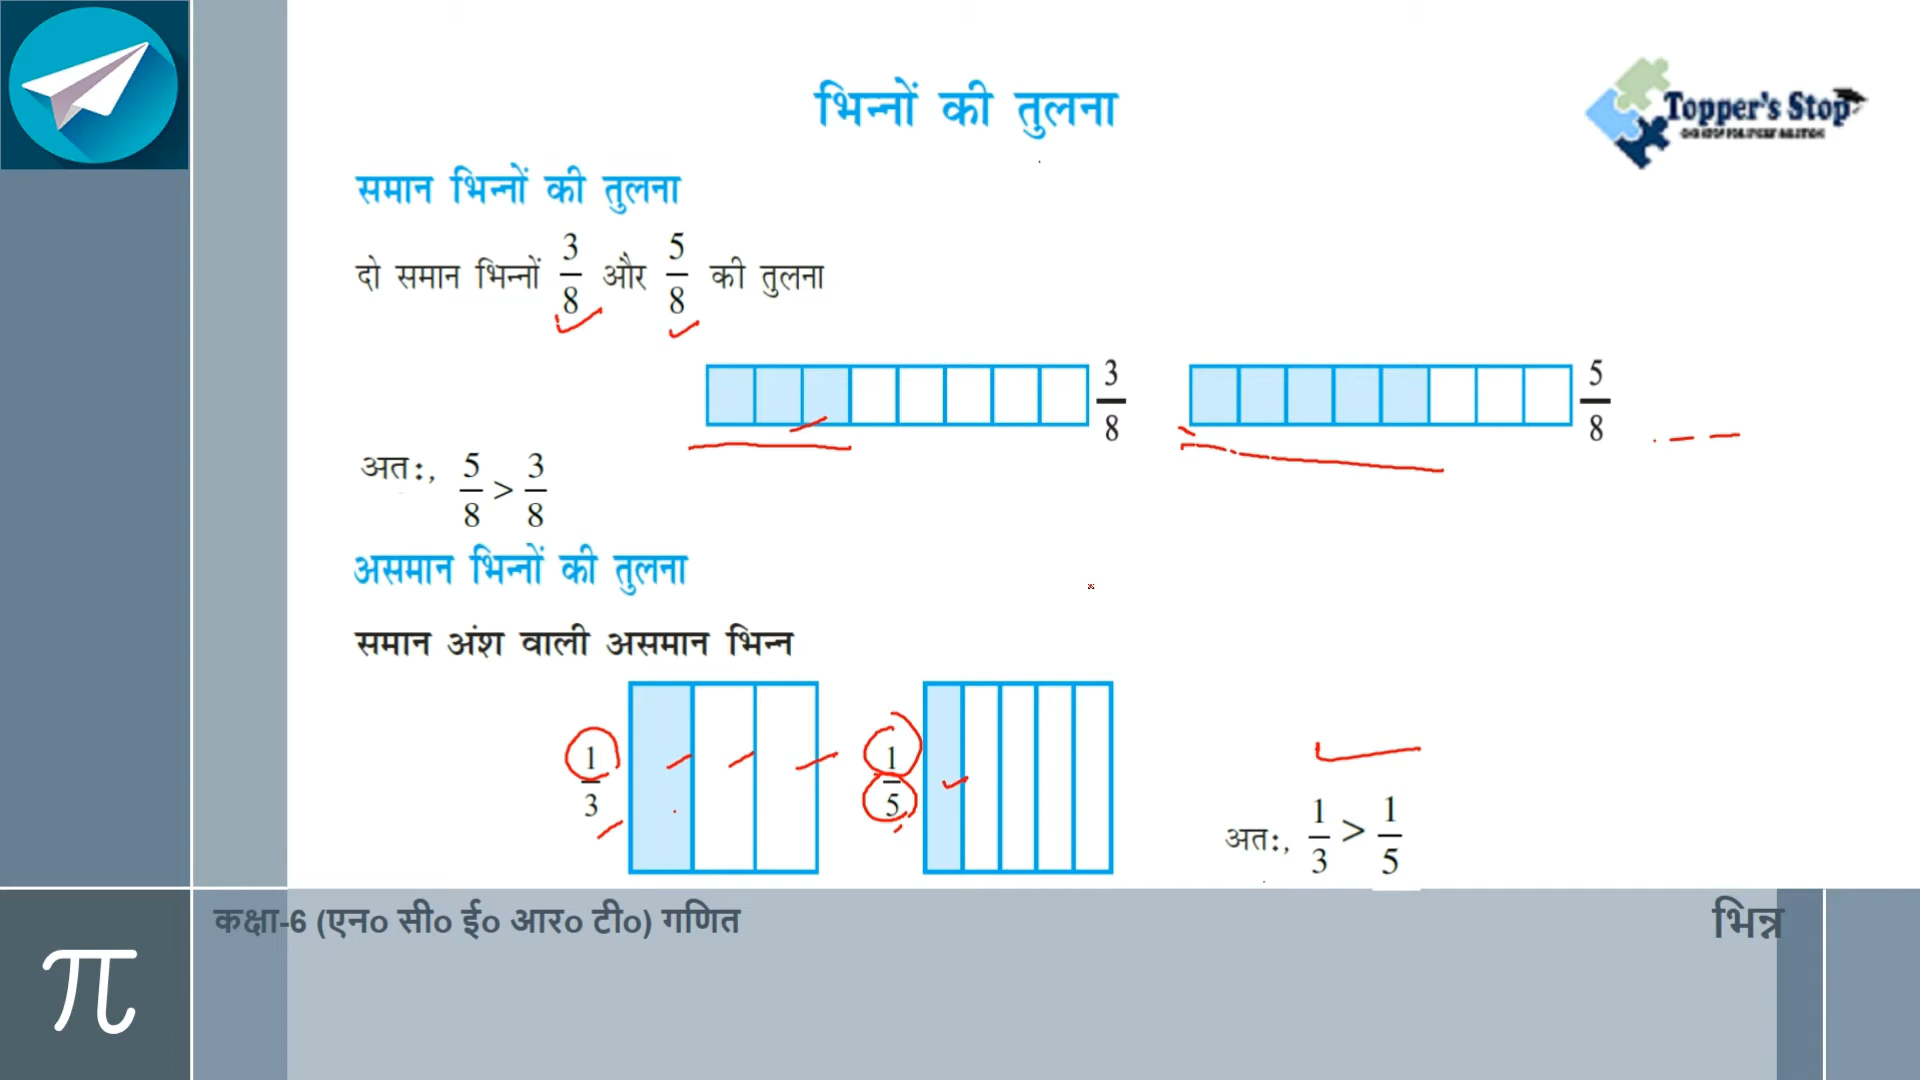 भिन्नों की तुलना
Topper's Stop
समान भिन्नों की तुलना
दो समान भिन्नों 3/8 और 5/8 की तुलना
3/8 5/8
अतः, 5/8 > 3/8
असमान भिन्नों की तुलना
समान अंश वाली असमान भिन्न
1/3 1/5
अतः, 1/3 > 1/5
कक्षा-6 (एन० सी० ई० आर० टी०) गणित
भिन्न
π